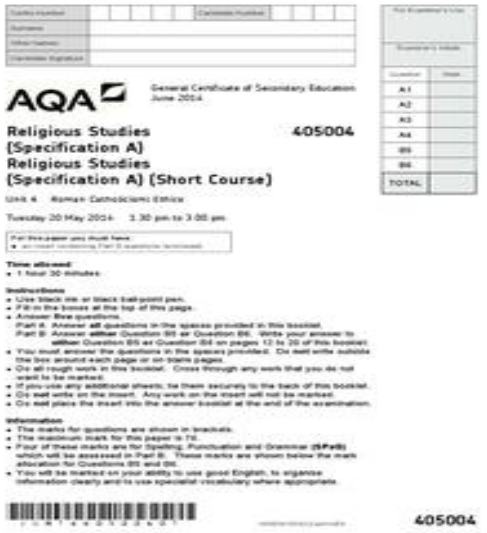 Centre Number
Candidate Number
Surname
Other Names
Candidate Signature
For Examiner's Use
Examiner's Initials
Question Mark
A1
A2
A3
A4
B5
B6
TOTAL
AQA
General Certificate of Secondary Education
June 2014
Religious Studies 405004
(Specification A)
Religious Studies
(Specification A) (Short Course)
Unit 4 Roman Catholicism: Ethics
Tuesday 20 May 2014 1.30 pm to 3.00 pm
For this paper you must have:
• an insert containing Part B questions (enclosed).
Time allowed
• 1 hour 30 minutes
Instructions
• Use black ink or black ball-point pen.
• Fill in the boxes at the top of this page.
• Answer five questions.
Part A Answer all questions in the spaces provided in this booklet.
Part B Answer either Question B5 or Question B6. Write your answer to
either Question B5 or Question B6 on pages 12 to 20 of this booklet.
• You must answer the questions in the spaces provided. Do not write outside
the box around each page or on blank pages.
• Do all rough work in this booklet. Cross through any work that you do not
want to be marked.
• If you use any additional sheets, tie them securely to the back of this booklet.
• Do not write on the insert. Any work on the insert will not be marked.
• Do not place the insert into the answer booklet at the end of the examination.
Information
• The marks for questions are shown in brackets.
• The maximum mark for this paper is 76.
• Four of these marks are for Spelling, Punctuation and Grammar (SPaG)
which will be assessed in Part B. These marks are shown below the mark
allocation for Questions B5 and B6.
• You will be marked on your ability to use good English, to organise
information clearly and to use specialist vocabulary where appropriate.
405004